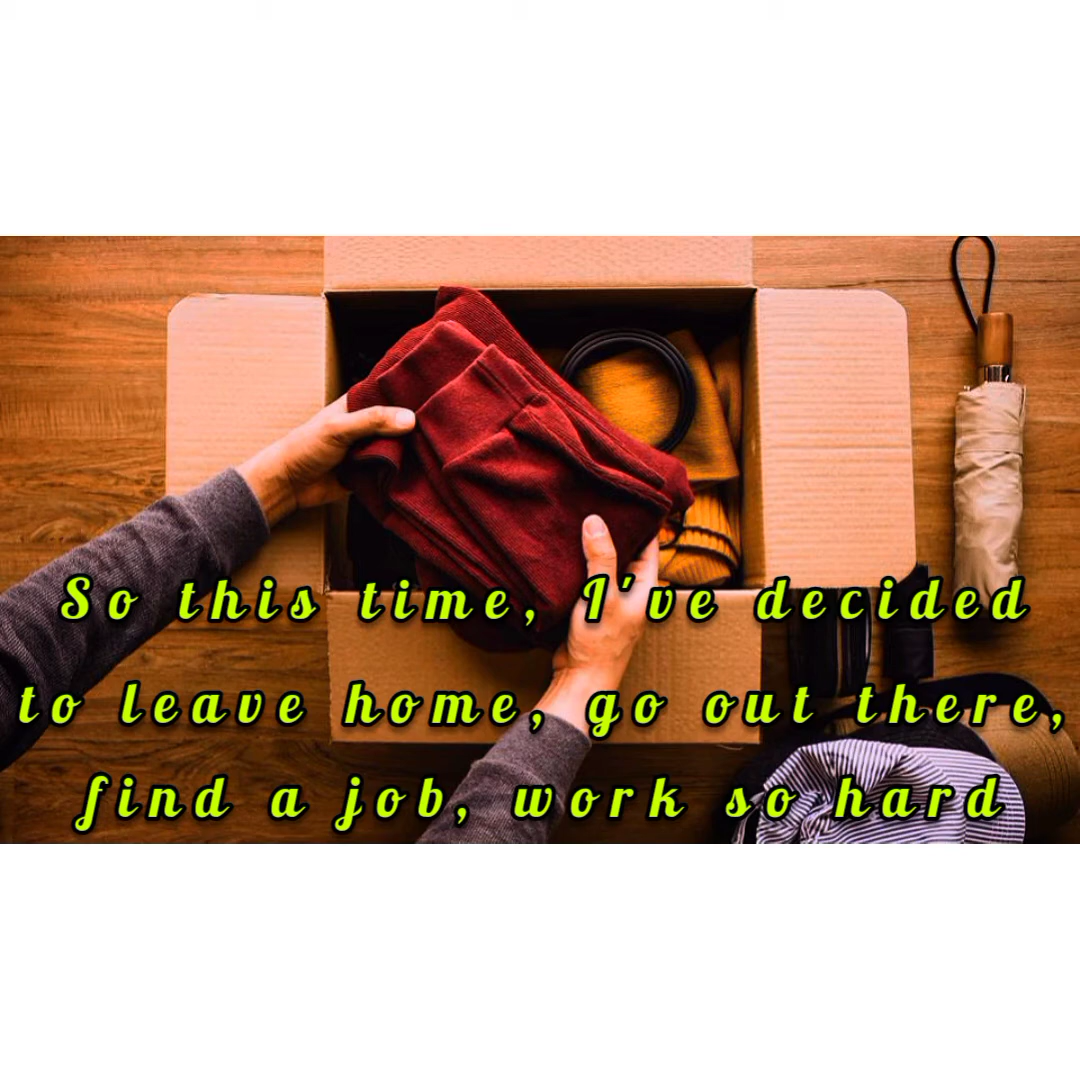 So this time, I've decided
to leave home, go out there,
find a job, work so hard